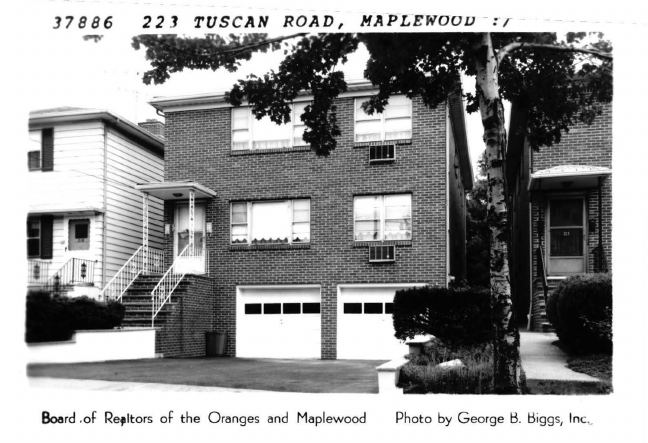 37886 223 TUSCAN ROAD, MAPLEWOOD
Board of Realtors of the Oranges and Maplewood Photo by George B. Biggs, Inc.